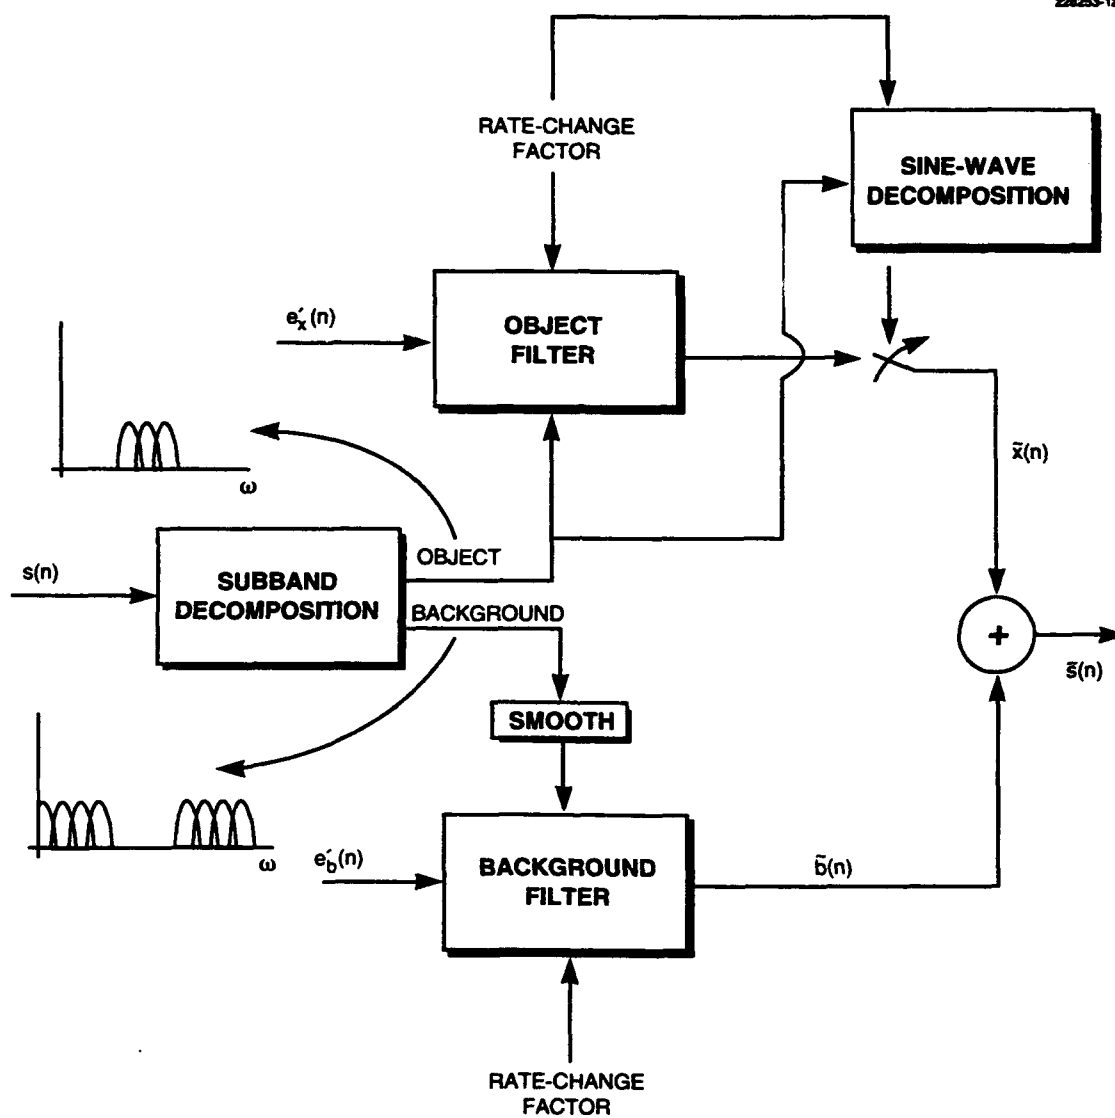 RATE-CHANGE
FACTOR
SINE-WAVE
DECOMPOSITION
e′x(n)
OBJECT
FILTER
ω
x̃(n)
s(n)
SUBBAND
DECOMPOSITION
OBJECT
BACKGROUND
+
s̃(n)
SMOOTH
ω
e′b(n)
BACKGROUND
FILTER
b̃(n)
RATE-CHANGE
FACTOR